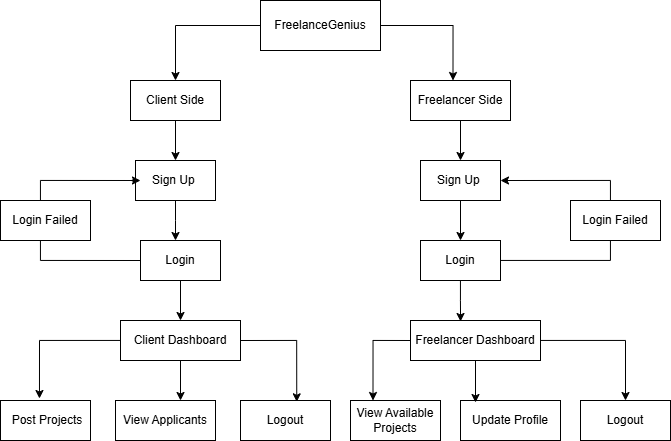 FreelanceGenius
Client Side
Freelancer Side
Sign Up
Sign Up
Login Failed
Login Failed
Login
Login
Client Dashboard
Freelancer Dashboard
Post Projects
View Applicants
Logout
View Available
Projects
Update Profile
Logout